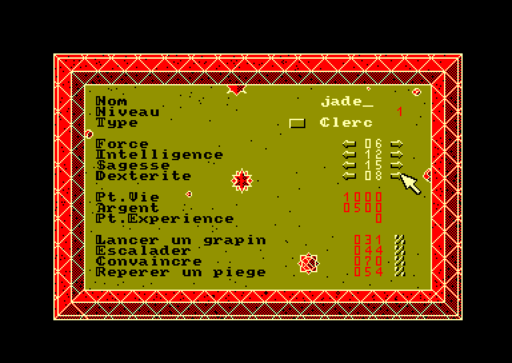 Nom jade_
Niveau 1
Type Clerc
Force 06
Intelligence 12
Sagesse 15
Dexterite 08
Pt.Vie 1000
Argent 0500
Pt.Experience 0
Lancer un grapin 031 %
Escalader 044 %
Convaincre 070 %
Reperer un piege 054 %